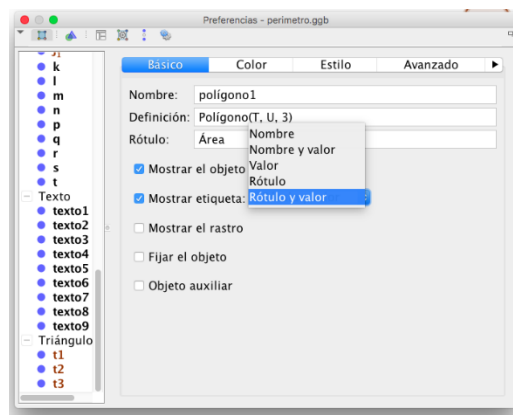 Preferencias - perimetro.ggb
k
l
m
n
p
q
r
s
t
Texto
texto1
texto2
texto3
texto4
texto5
texto6
texto7
texto8
texto9
Triángulo
t1
t2
t3
Básico Color Estilo Avanzado
Nombre: polígono1
Definición: Polígono(T, U, 3)
Rótulo: Área
Nombre
Nombre y valor
Valor
Rótulo
Rótulo y valor
Mostrar el objeto
Mostrar etiqueta:
Mostrar el rastro
Fijar el objeto
Objeto auxiliar